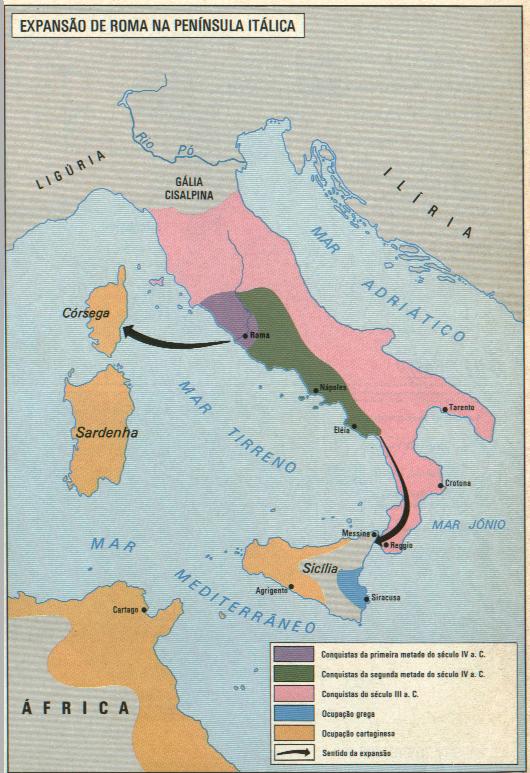 EXPANSÃO DE ROMA NA PENÍNSULA ITÁLICA
Rio Pó
LIGÚRIA
GÁLIA
CISALPINA
ILÍRIA
MAR ADRIÁTICO
Córsega
Roma
Sardenha
MAR TIRRENO
Nápoles
Eléia
Tarento
Crotona
MAR JÓNIO
Messina
Reggio
Sicília
Agrigento
Siracusa
MAR MEDITERRÂNEO
Cartago
ÁFRICA
Conquistas da primeira metade do século IV a. C.
Conquistas da segunda metade do século IV a. C.
Conquistas do século III a. C.
Ocupação grega
Ocupação cartaginesa
Sentido da expansão